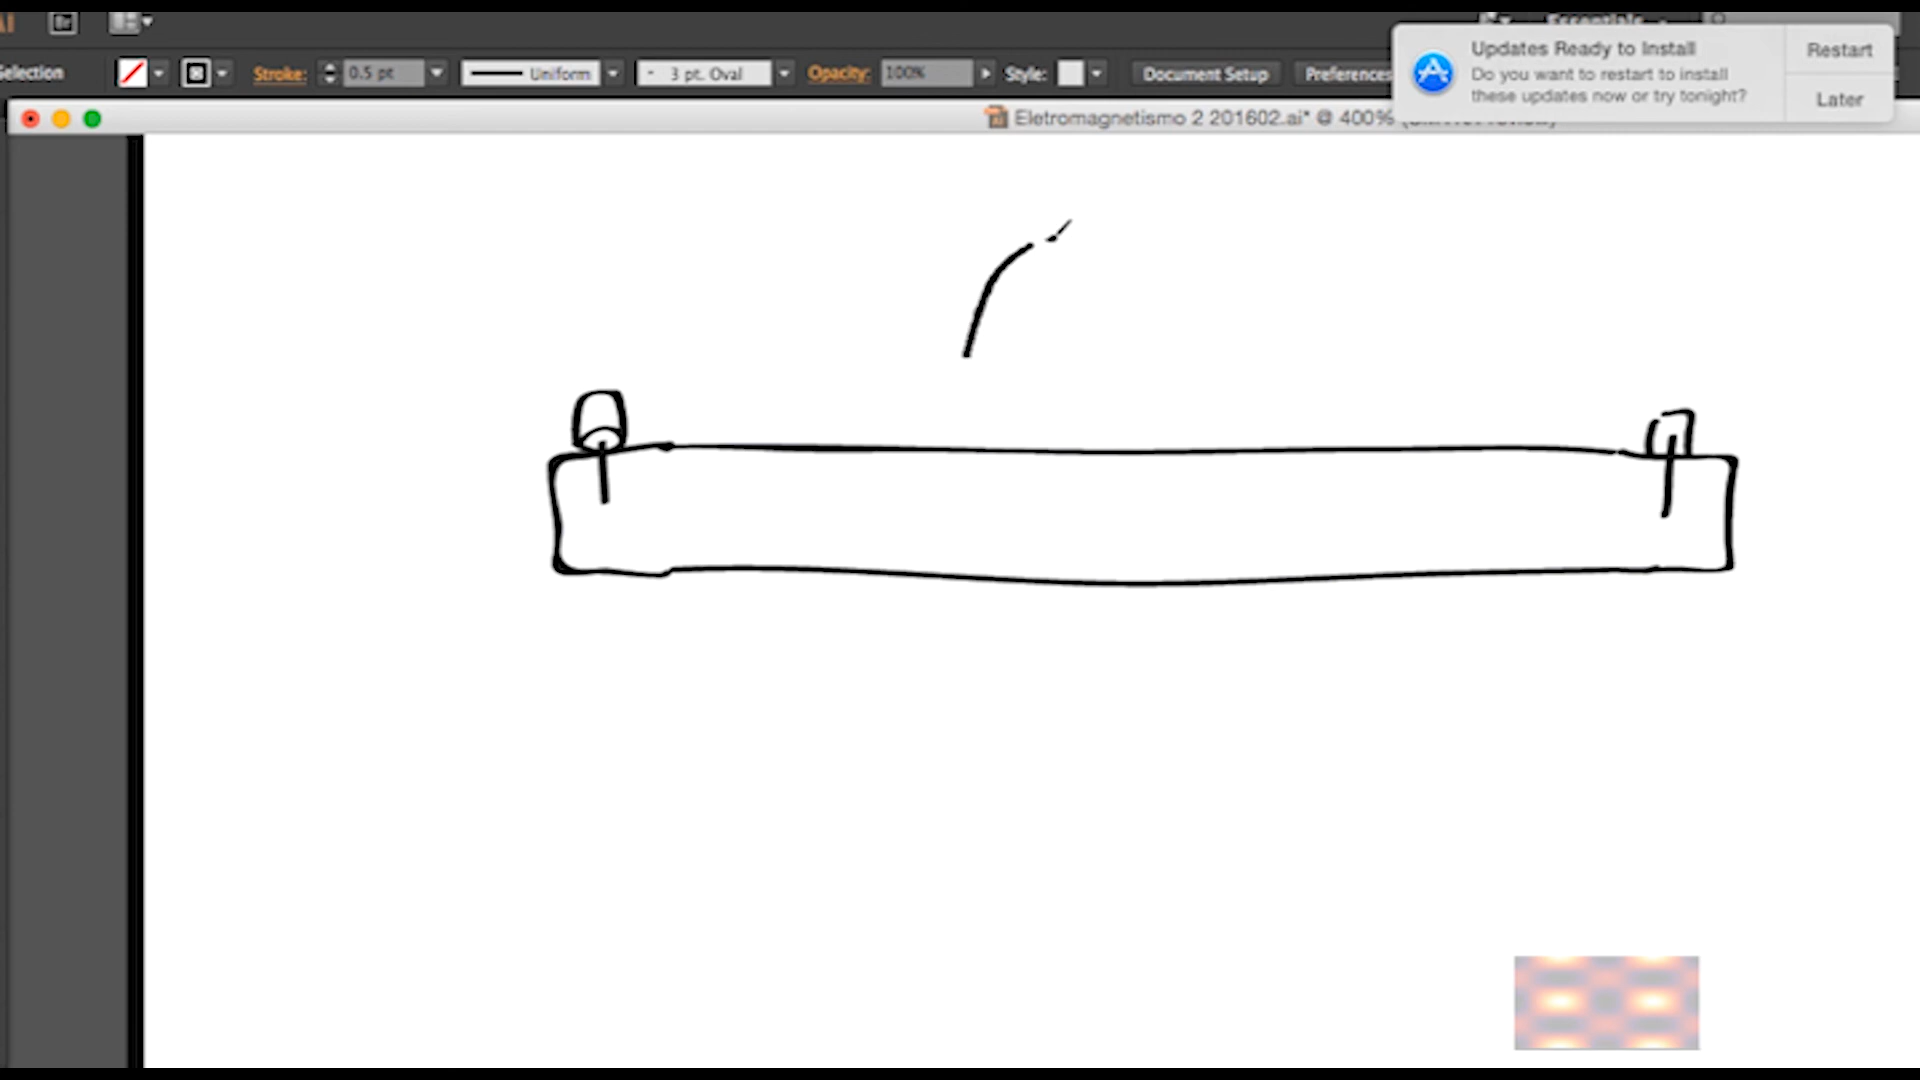 Br
Selection
Stroke:
0.5 pt
Uniform
3 pt. Oval
Opacity:
100%
Style:
Document Setup
Preferences
Updates Ready to Install
Do you want to restart to install
these updates now or try tonight?
Restart
Later
Eletromagnetismo 2 201602.ai* @ 400%